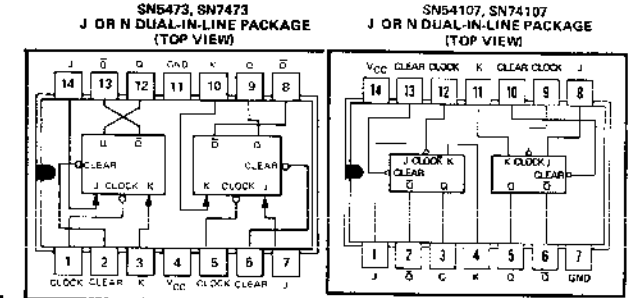 SN5473, SN7473
J OR N DUAL-IN-LINE PACKAGE
(TOP VIEW)
J Q Q GND K Q Q
14 13 12 11 10 9 8
Q Q Q Q
CLEAR CLEAR
J CLOCK K K CLOCK J
1 2 3 4 5 6 7
CLOCK CLEAR K VCC CLOCK CLEAR J
SN54107, SN74107
J OR N DUAL-IN-LINE PACKAGE
(TOP VIEW)
VCC CLEAR CLOCK K CLEAR CLOCK J
14 13 12 11 10 9 8
J CLOCK K K CLOCK J
CLEAR CLEAR
Q Q Q Q
1 2 3 4 5 6 7
J Q Q K Q Q GND